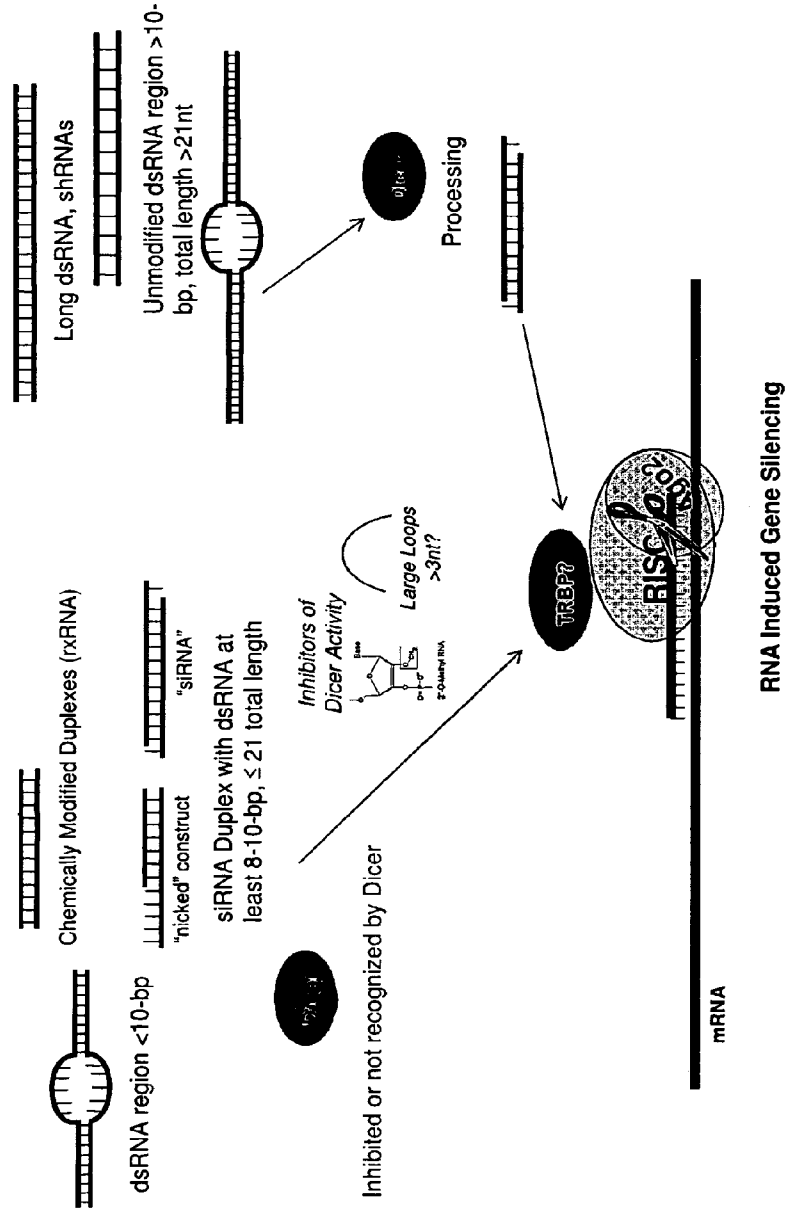 dsRNA region <10-bp
Chemically Modified Duplexes (rxRNA)
"nicked" construct
"siRNA"
siRNA Duplex with dsRNA at
least 8-10-bp, ≤ 21 total length
Inhibited or not recognized by Dicer
Inhibitors of
Dicer Activity
Base
2'-O-Methyl RNA
Large Loops
>3nt?
Long dsRNA, shRNAs
Unmodified dsRNA region >10-
bp, total length >21nt
Processing
TRBP?
RISC
Ago2
mRNA
RNA Induced Gene Silencing